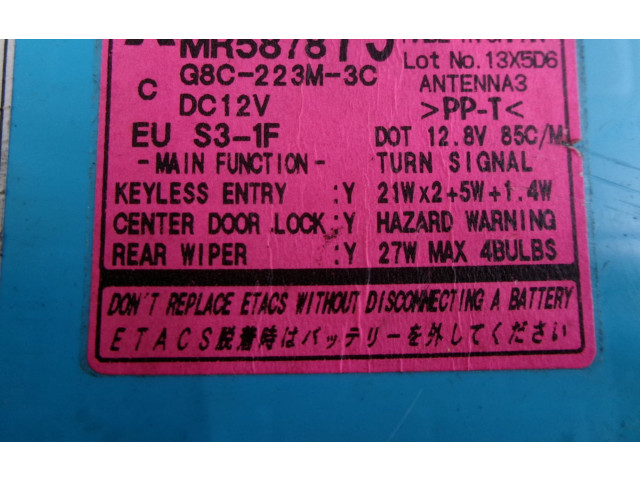 Lot No.13X5D6
C G8C-223M-3C ANTENNA3
DC12V >PP-T<
EU S3-1F DOT 12.8V 85C/M
-MAIN FUNCTION- TURN SIGNAL
KEYLESS ENTRY :Y 21W×2+5W+1.4W
CENTER DOOR LOCK:Y HAZARD WARNING
REAR WIPER :Y 27W MAX 4BULBS
DON'T REPLACE ETACS WITHOUT DISCONNECTING A BATTERY
ETACS脱着時はバッテリーを外してください